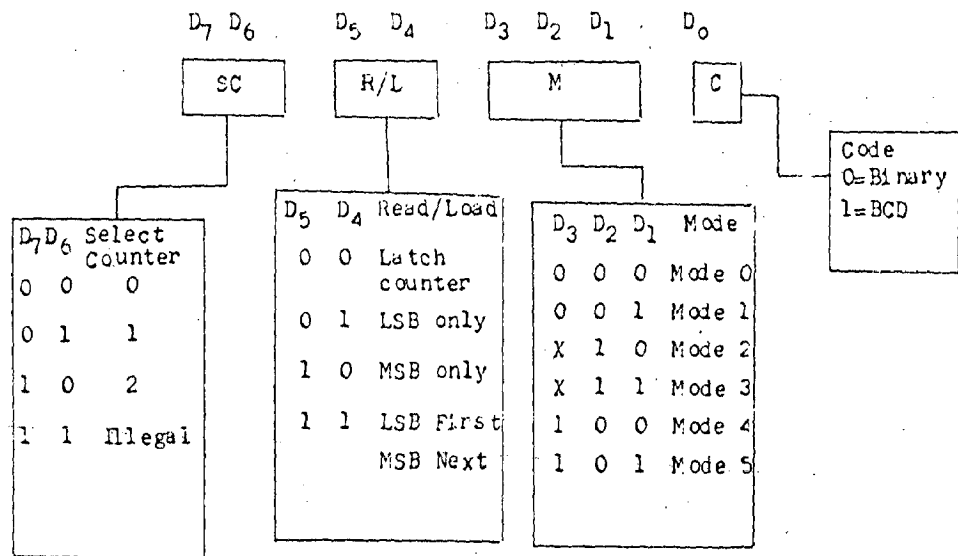 D7 D6 D5 D4 D3 D2 D1 D0
SC R/L M C
Code
0=Binary
1=BCD
D7 D6 Select
Counter
0 0 0
0 1 1
1 0 2
1 1 Illegal
D5 D4 Read/Load
0 0 Latch
counter
0 1 LSB only
1 0 MSB only
1 1 LSB First
MSB Next
D3 D2 D1 Mode
0 0 0 Mode 0
0 0 1 Mode 1
X 1 0 Mode 2
X 1 1 Mode 3
1 0 0 Mode 4
1 0 1 Mode 5